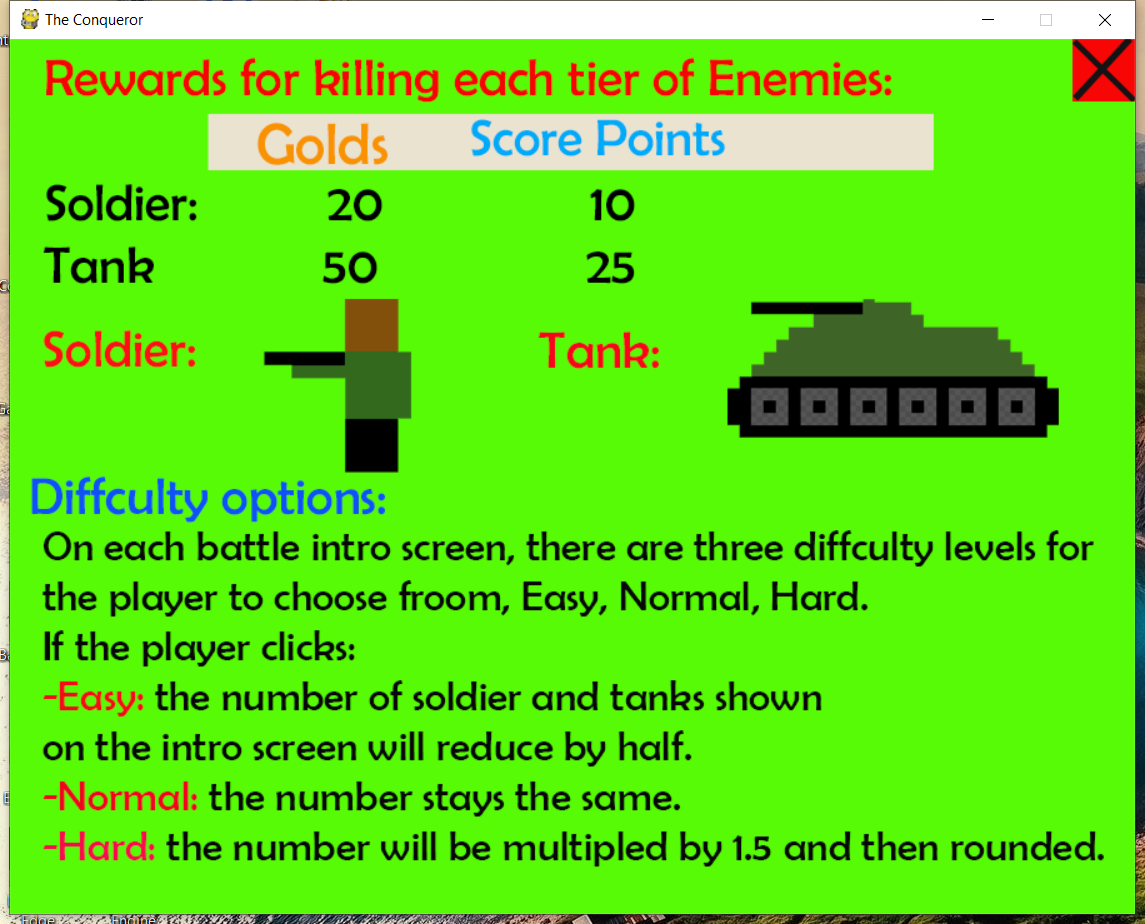 The Conqueror
Rewards for killing each tier of Enemies:
Golds Score Points
Soldier: 20 10
Tank 50 25
Soldier: Tank:
Diffculty options:
On each battle intro screen, there are three diffculty levels for
the player to choose froom, Easy, Normal, Hard.
If the player clicks:
-Easy: the number of soldier and tanks shown
on the intro screen will reduce by half.
-Normal: the number stays the same.
-Hard: the number will be multipled by 1.5 and then rounded.